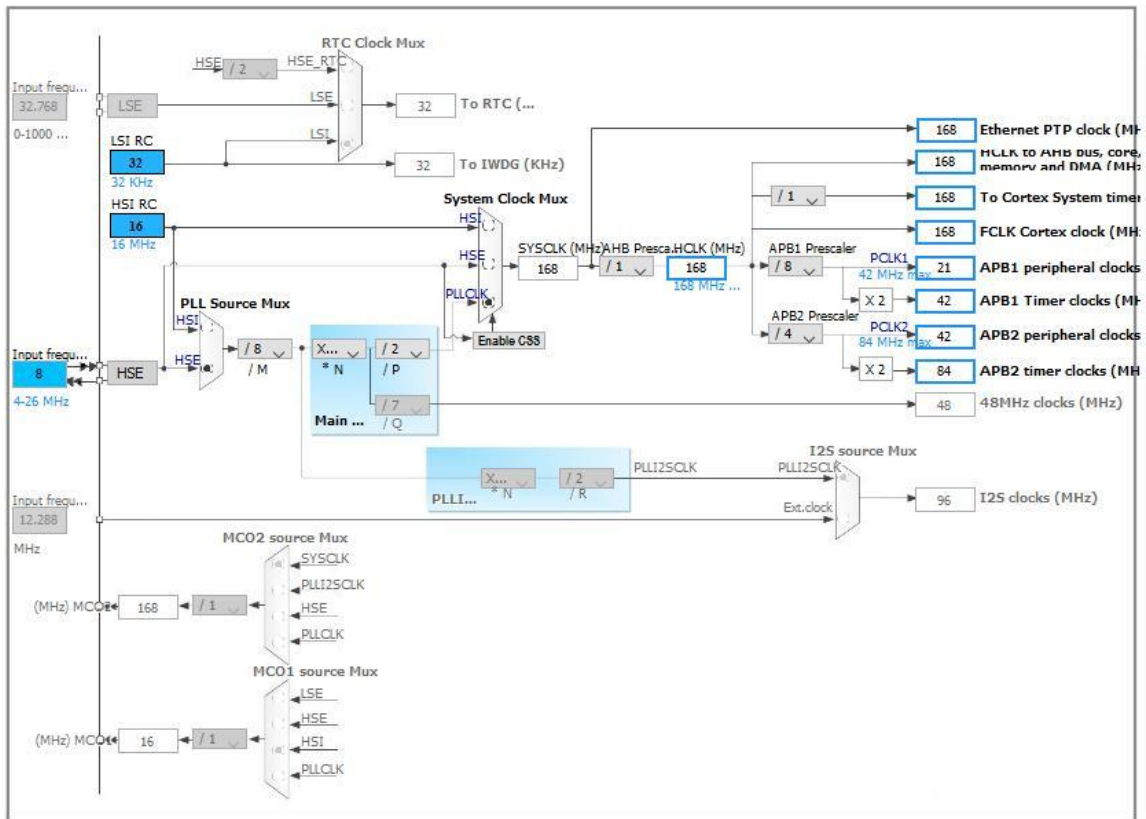 RTC Clock Mux
HSE
/ 2
HSE_RTC
Input frequ...
32.768
0-1000 ...
LSE
LSE
32
To RTC (...
LSI RC
32
32 KHz
LSI
32
To IWDG (KHz)
HSI RC
16
16 MHz
System Clock Mux
HSI
HSE
PLLCLK
SYSCLK (MHz)
168
AHB Presca...
/ 1
HCLK (MHz)
168
168 MHz ...
Enable CSS
168
Ethernet PTP clock (MH
168
HCLK to AHB bus, core,
memory and DMA (MHz
/ 1
168
To Cortex System timer
168
FCLK Cortex clock (MH
APB1 Prescaler
/ 8
PCLK1
42 MHz max
21
APB1 peripheral clocks
X 2
42
APB1 Timer clocks (MH
APB2 Prescaler
/ 4
PCLK2
84 MHz max
42
APB2 peripheral clocks
X 2
84
APB2 timer clocks (MH
PLL Source Mux
HSI
HSE
Input frequ...
8
4-26 MHz
HSE
/ 8
/ M
X...
* N
/ 2
/ P
/ 7
/ Q
Main ...
48
48MHz clocks (MHz)
X...
* N
/ 2
/ R
PLLI...
PLLI2SCLK
I2S source Mux
PLLI2SCLK
Ext.clock
96
I2S clocks (MHz)
Input frequ...
12.288
MHz
MCO2 source Mux
SYSCLK
PLLI2SCLK
HSE
PLLCLK
(MHz) MCO2
168
/ 1
MCO1 source Mux
LSE
HSE
HSI
PLLCLK
(MHz) MCO1
16
/ 1